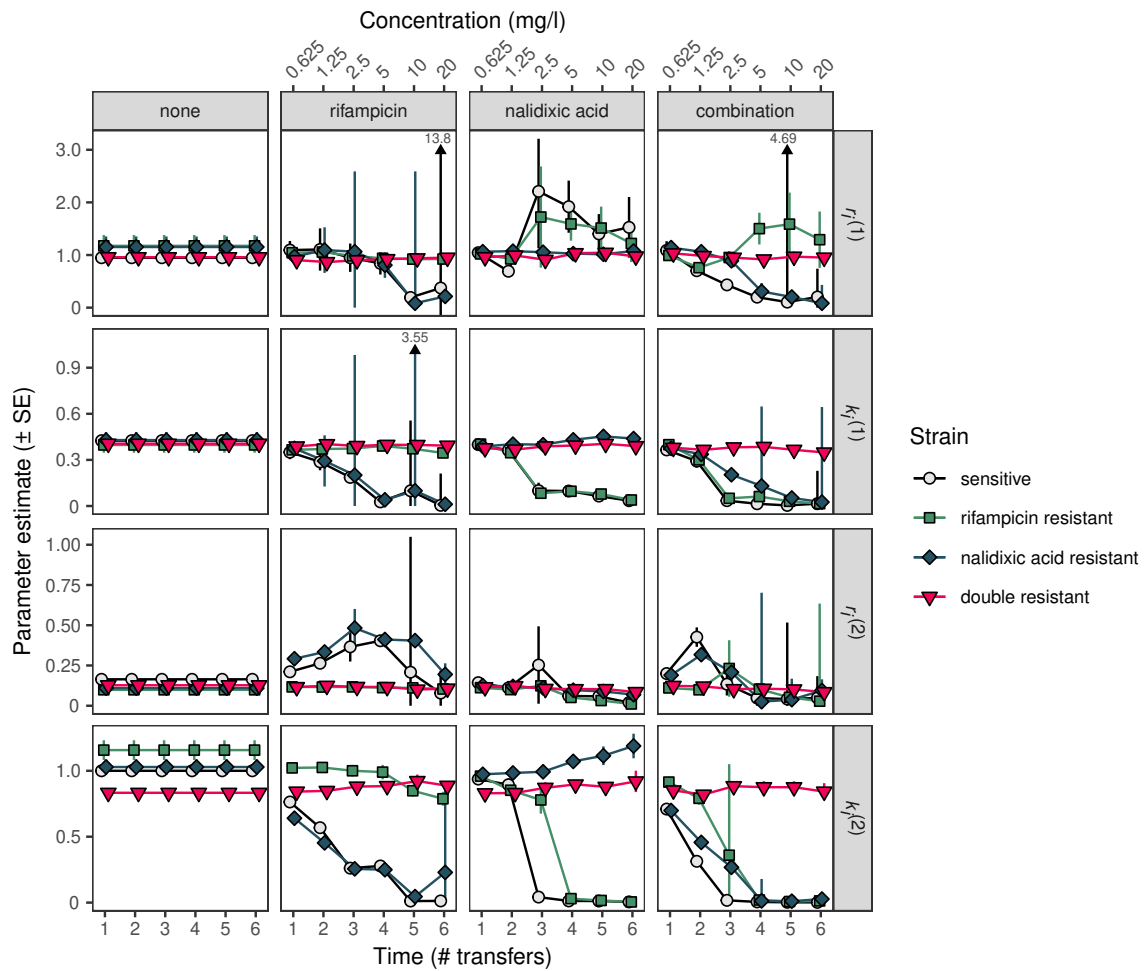 Concentration (mg/l)
0.625 1.25 2.5 5 10 20 0.625 1.25 2.5 5 10 20 0.625 1.25 2.5 5 10 20
none rifampicin nalidixic acid combination
13.8 4.69
3.0
2.0
1.0
0
r_i(1)
3.55
0.9
0.6
0.3
0
k_i(1)
1.00
0.75
0.50
0.25
0
r_i(2)
1.0
0.5
0
k_i(2)
Parameter estimate (± SE)
1 2 3 4 5 6 1 2 3 4 5 6 1 2 3 4 5 6 1 2 3 4 5 6
Time (# transfers)
Strain
sensitive
rifampicin resistant
nalidixic acid resistant
double resistant